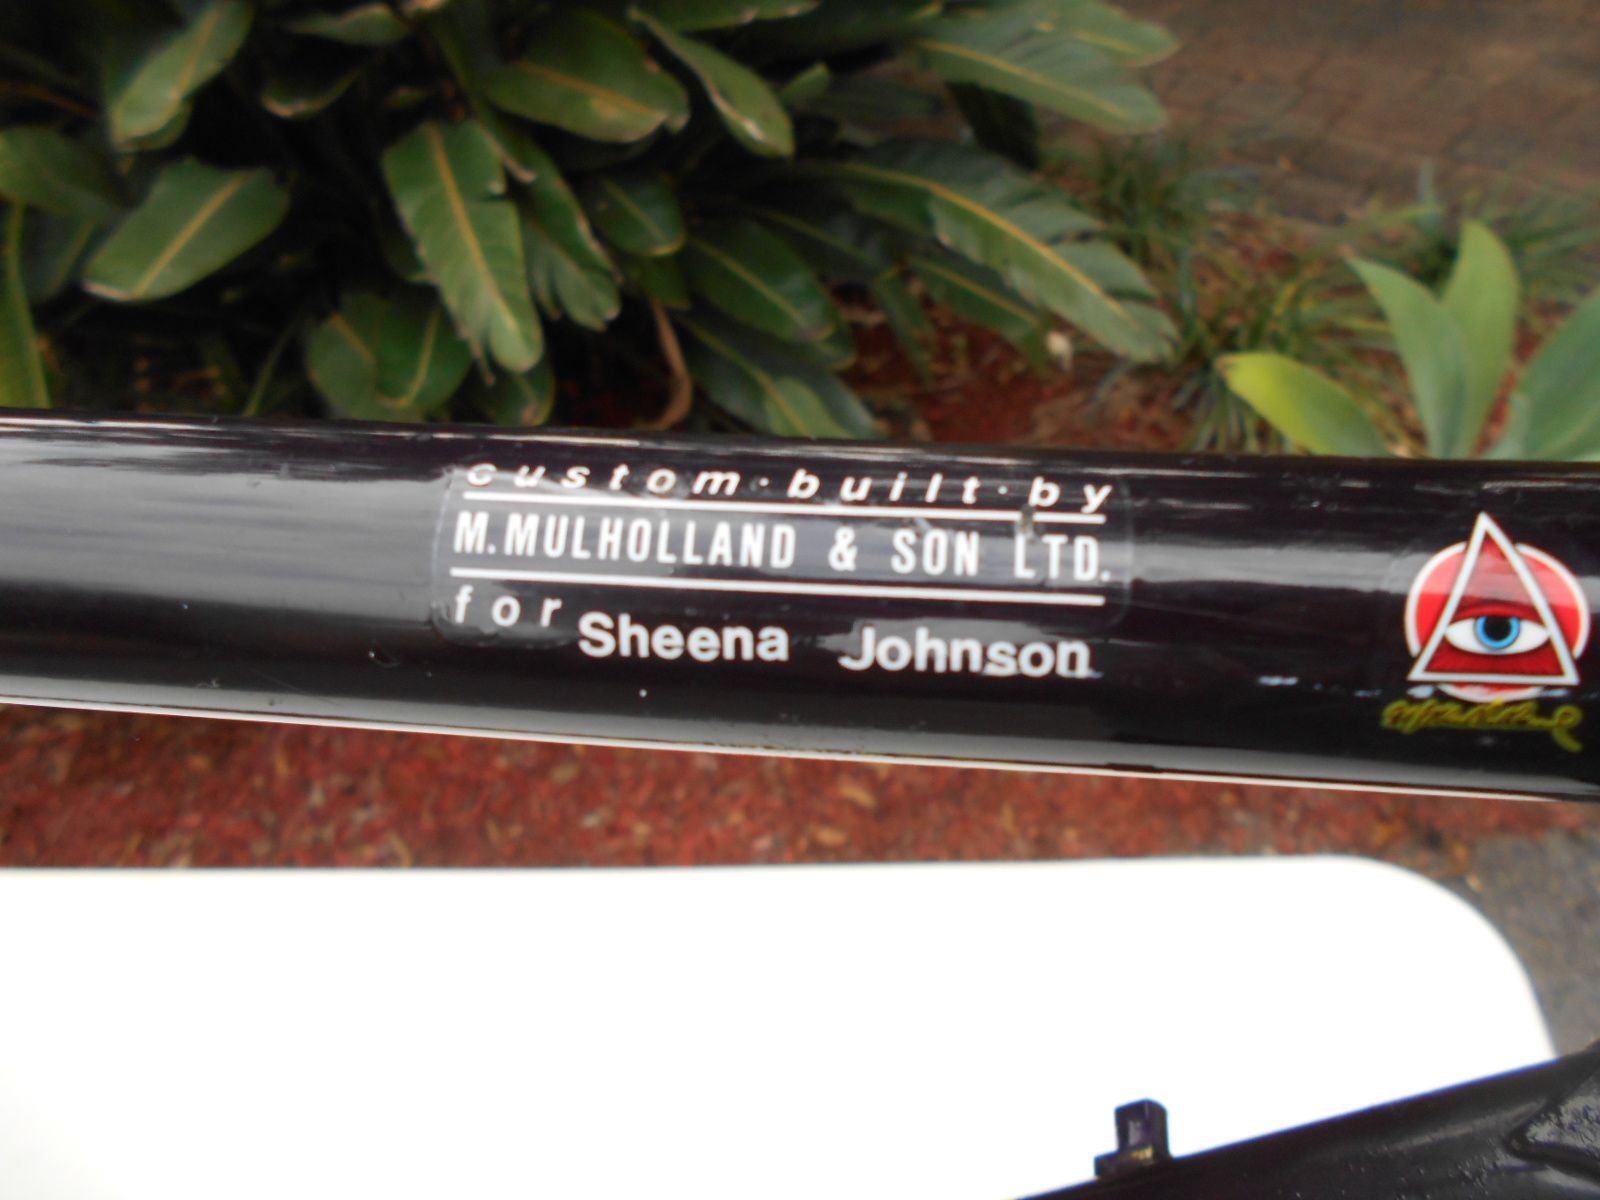 custom·built·by
M. MULHOLLAND & SON LTD.
for Sheena Johnson